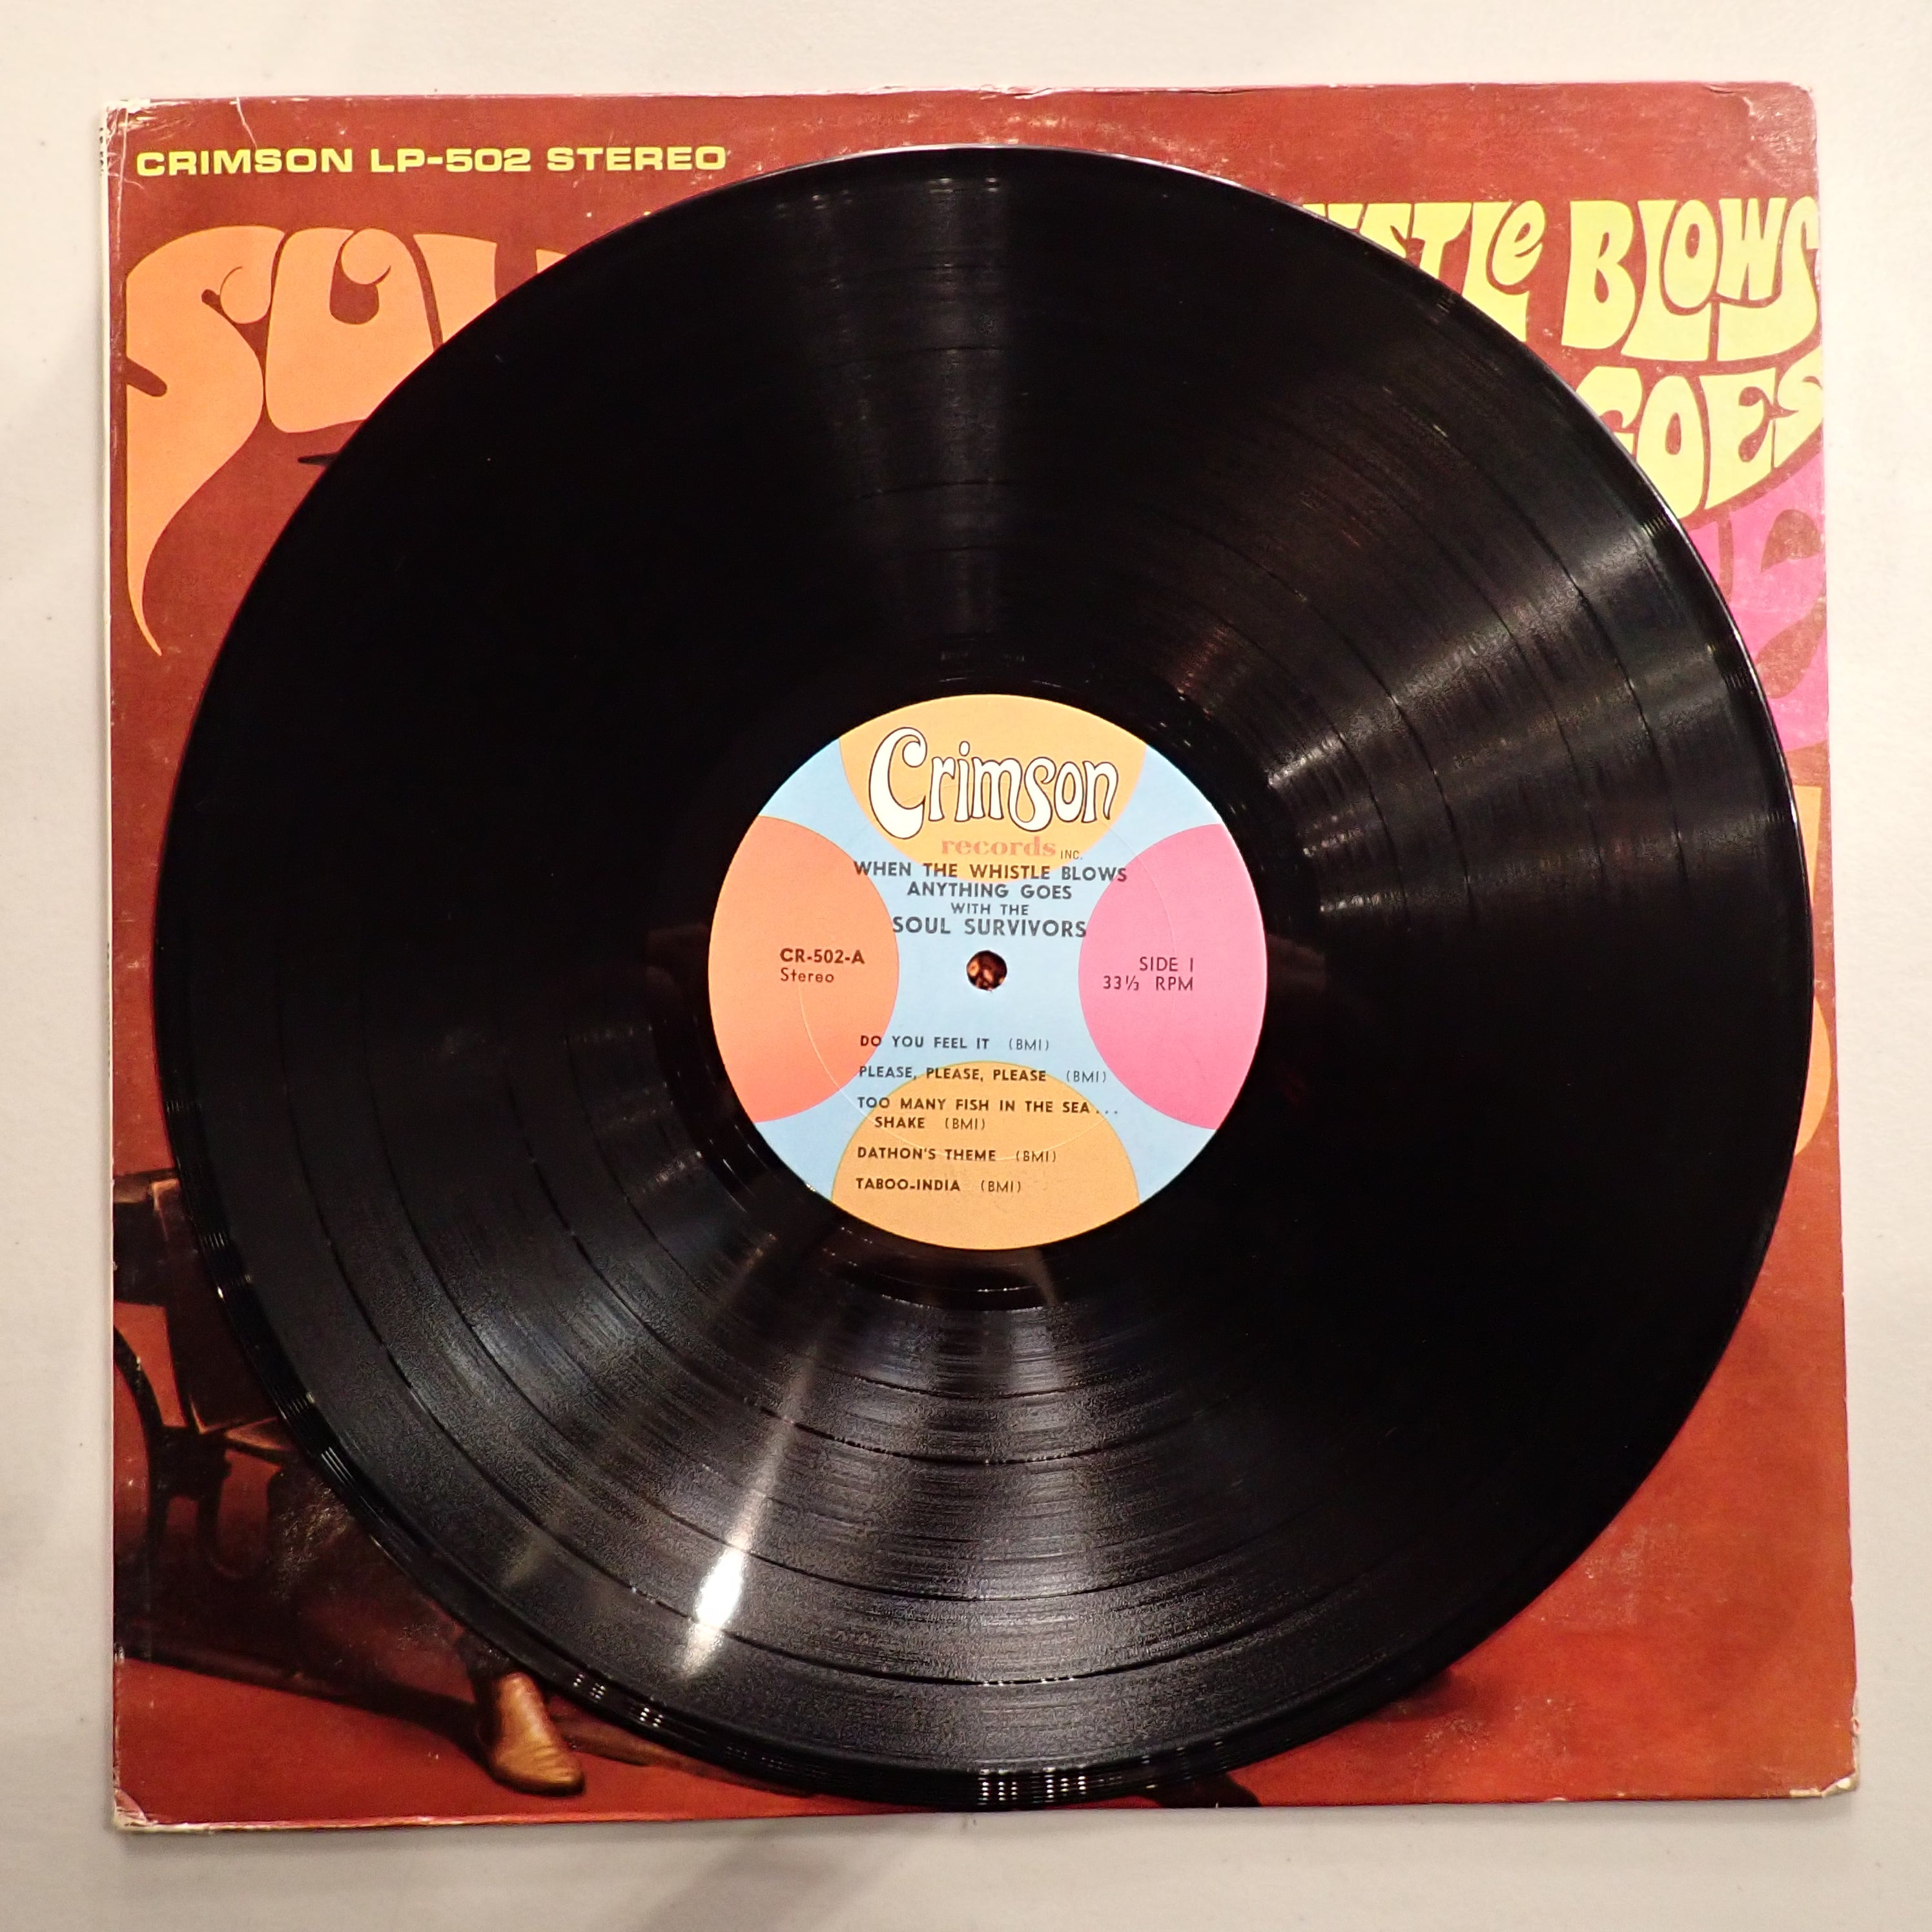 CRIMSON LP-502 STEREO
BLOWS
GOES
Crimson
records INC.
WHEN THE WHISTLE BLOWS
ANYTHING GOES
WITH THE
SOUL SURVIVORS
CR-502-A
Stereo
SIDE 1
33⅓ RPM
DO YOU FEEL IT (BMI)
PLEASE, PLEASE, PLEASE (BMI)
TOO MANY FISH IN THE SEA...
SHAKE (BMI)
DATHON'S THEME (BMI)
TABOO-INDIA (BMI)